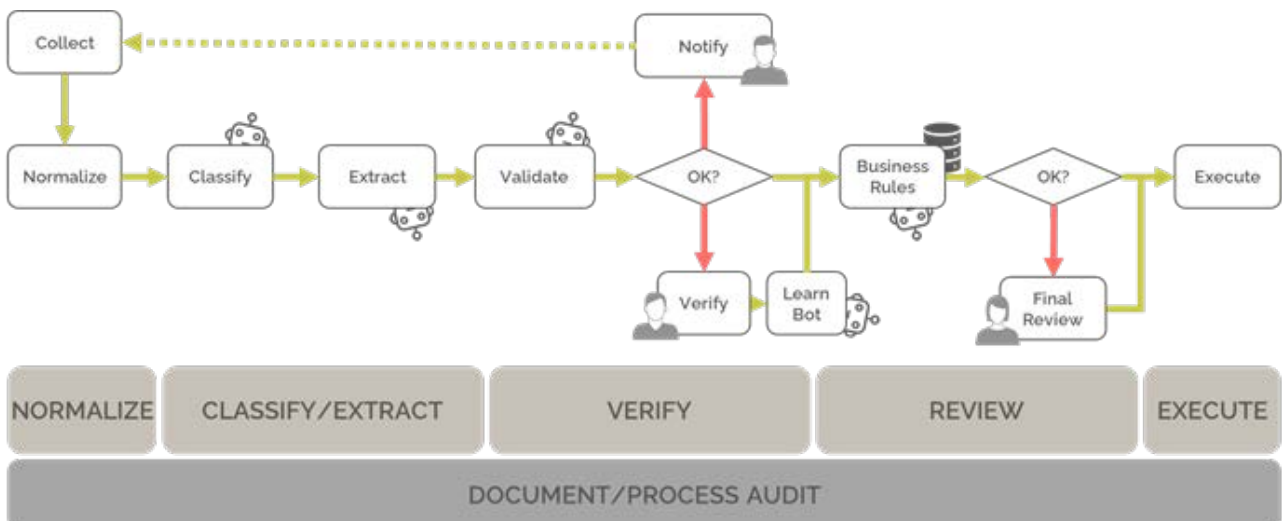 Collect
Notify
Normalize
Classify
Extract
Validate
OK?
Business
Rules
OK?
Execute
Verify
Learn
Bot
Final
Review
NORMALIZE
CLASSIFY/EXTRACT
VERIFY
REVIEW
EXECUTE
DOCUMENT/PROCESS AUDIT